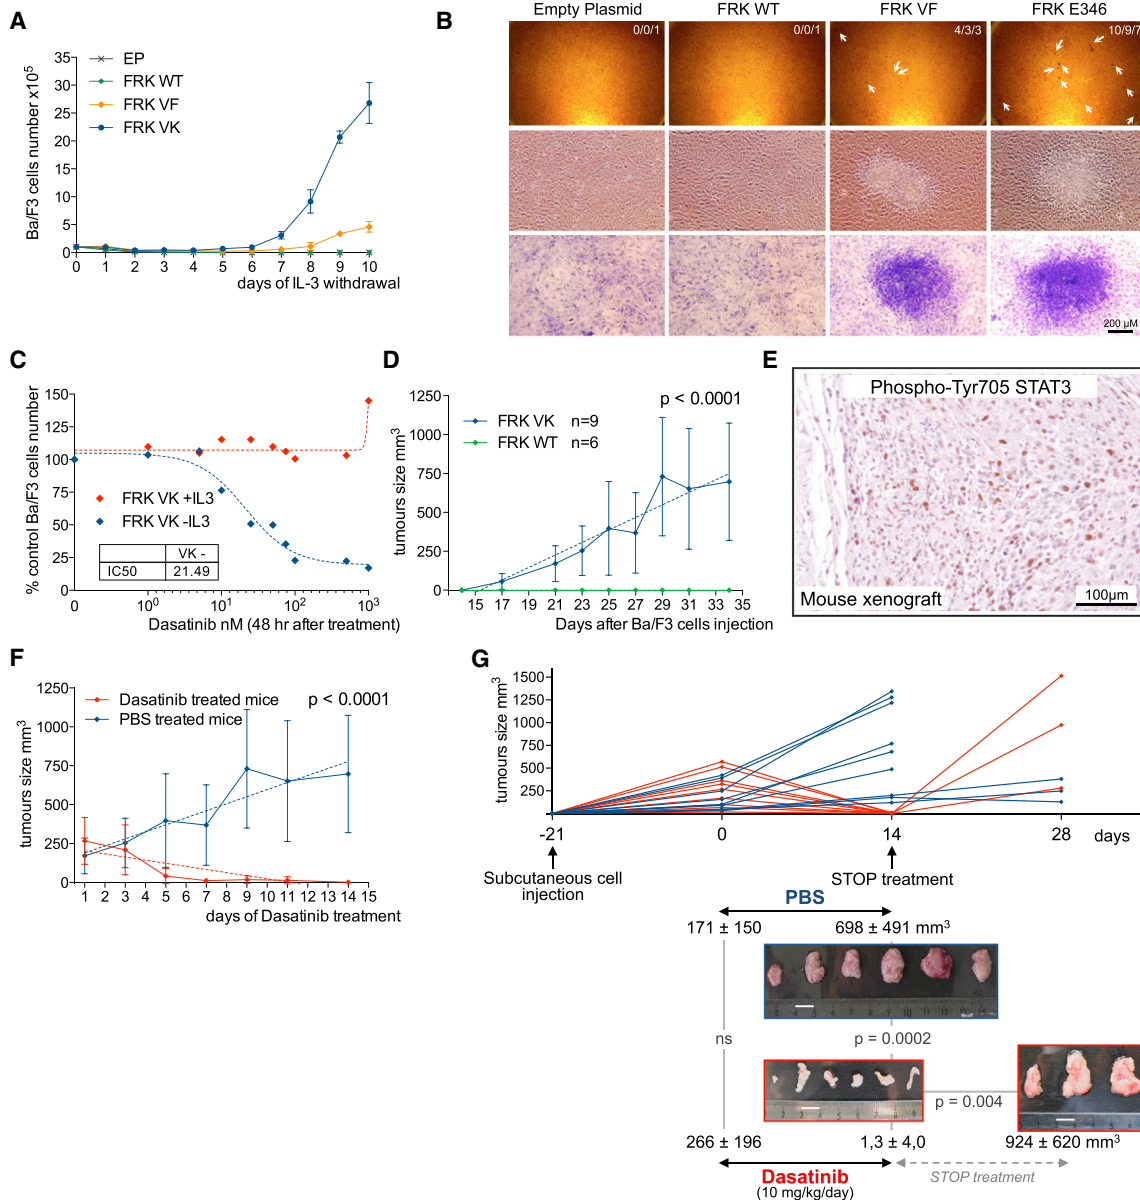 A
Ba/F3 cells number x10⁵
35
30
25
20
15
10
5
0
EP
FRK WT
FRK VF
FRK VK
0 1 2 3 4 5 6 7 8 9 10
days of IL-3 withdrawal
B
Empty Plasmid FRK WT FRK VF FRK E346
0/0/1 0/0/1 4/3/3 10/9/7
200 µM
C
% control Ba/F3 cells number
150
125
100
75
50
25
0
FRK VK +IL3
FRK VK -IL3
VK -
IC50 21.49
0 10⁰ 10¹ 10² 10³
Dasatinib nM (48 hr after treatment)
D
tumours size mm³
1250
1000
750
500
250
0
FRK VK n=9
FRK WT n=6
p < 0.0001
15 17 19 21 23 25 27 29 31 33 35
Days after Ba/F3 cells injection
E
Phospho-Tyr705 STAT3
Mouse xenograft
100µm
F
tumours size mm³
1250
1000
750
500
250
0
Dasatinib treated mice
PBS treated mice
p < 0.0001
1 2 3 4 5 6 7 8 9 10 11 12 13 14 15
days of Dasatinib treatment
G
tumours size mm³
1500
1250
1000
750
500
250
-21 0 14 28 days
Subcutaneous cell
injection
STOP treatment
PBS
171 ± 150 698 ± 491 mm³
ns p = 0.0002
p = 0.004
266 ± 196 1,3 ± 4,0 924 ± 620 mm³
Dasatinib
(10 mg/kg/day)
STOP treatment